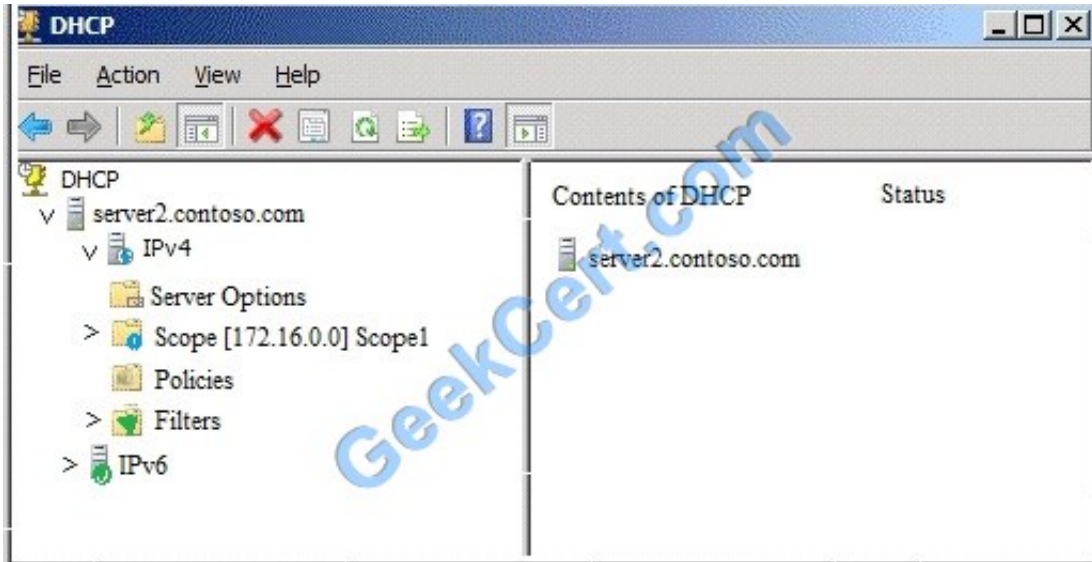 DHCP
File Action View Help
DHCP
server2.contoso.com
IPv4
Server Options
Scope [172.16.0.0] Scope1
Policies
Filters
IPv6
Contents of DHCP Status
server2.contoso.com
GeekCert.com